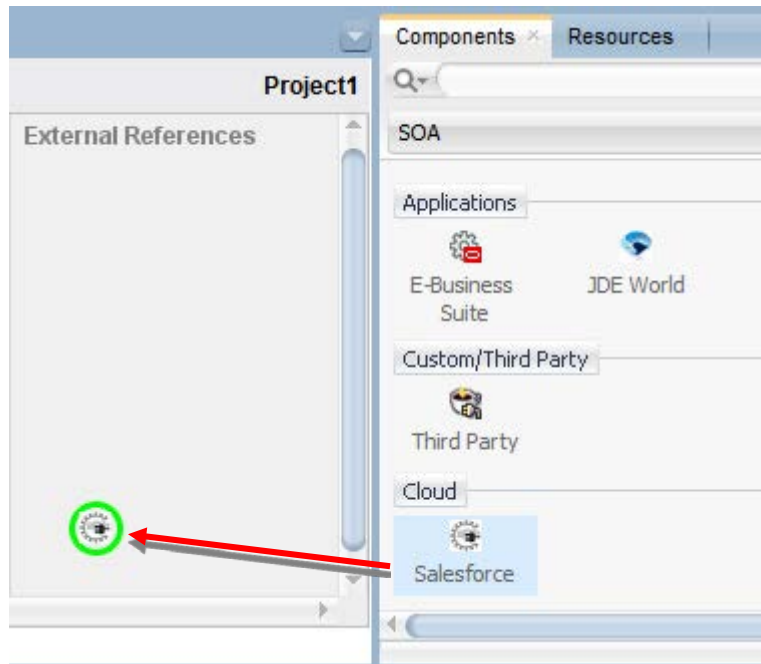 Components
Resources
Project1
External References
SOA
Applications
E-Business
Suite
JDE World
Custom/Third Party
Third Party
Cloud
Salesforce